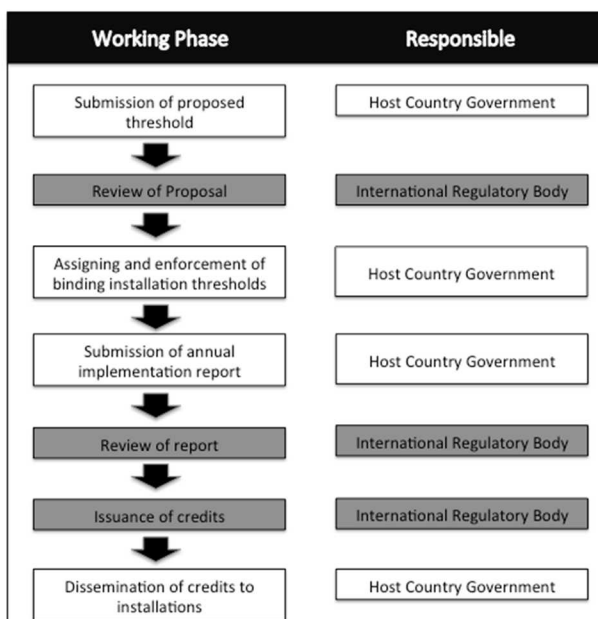 Working Phase
Responsible
Submission of proposed
threshold
Host Country Government
Review of Proposal
International Regulatory Body
Assigning and enforcement of
binding installation thresholds
Host Country Government
Submission of annual
implementation report
Host Country Government
Review of report
International Regulatory Body
Issuance of credits
International Regulatory Body
Dissemination of credits to
installations
Host Country Government